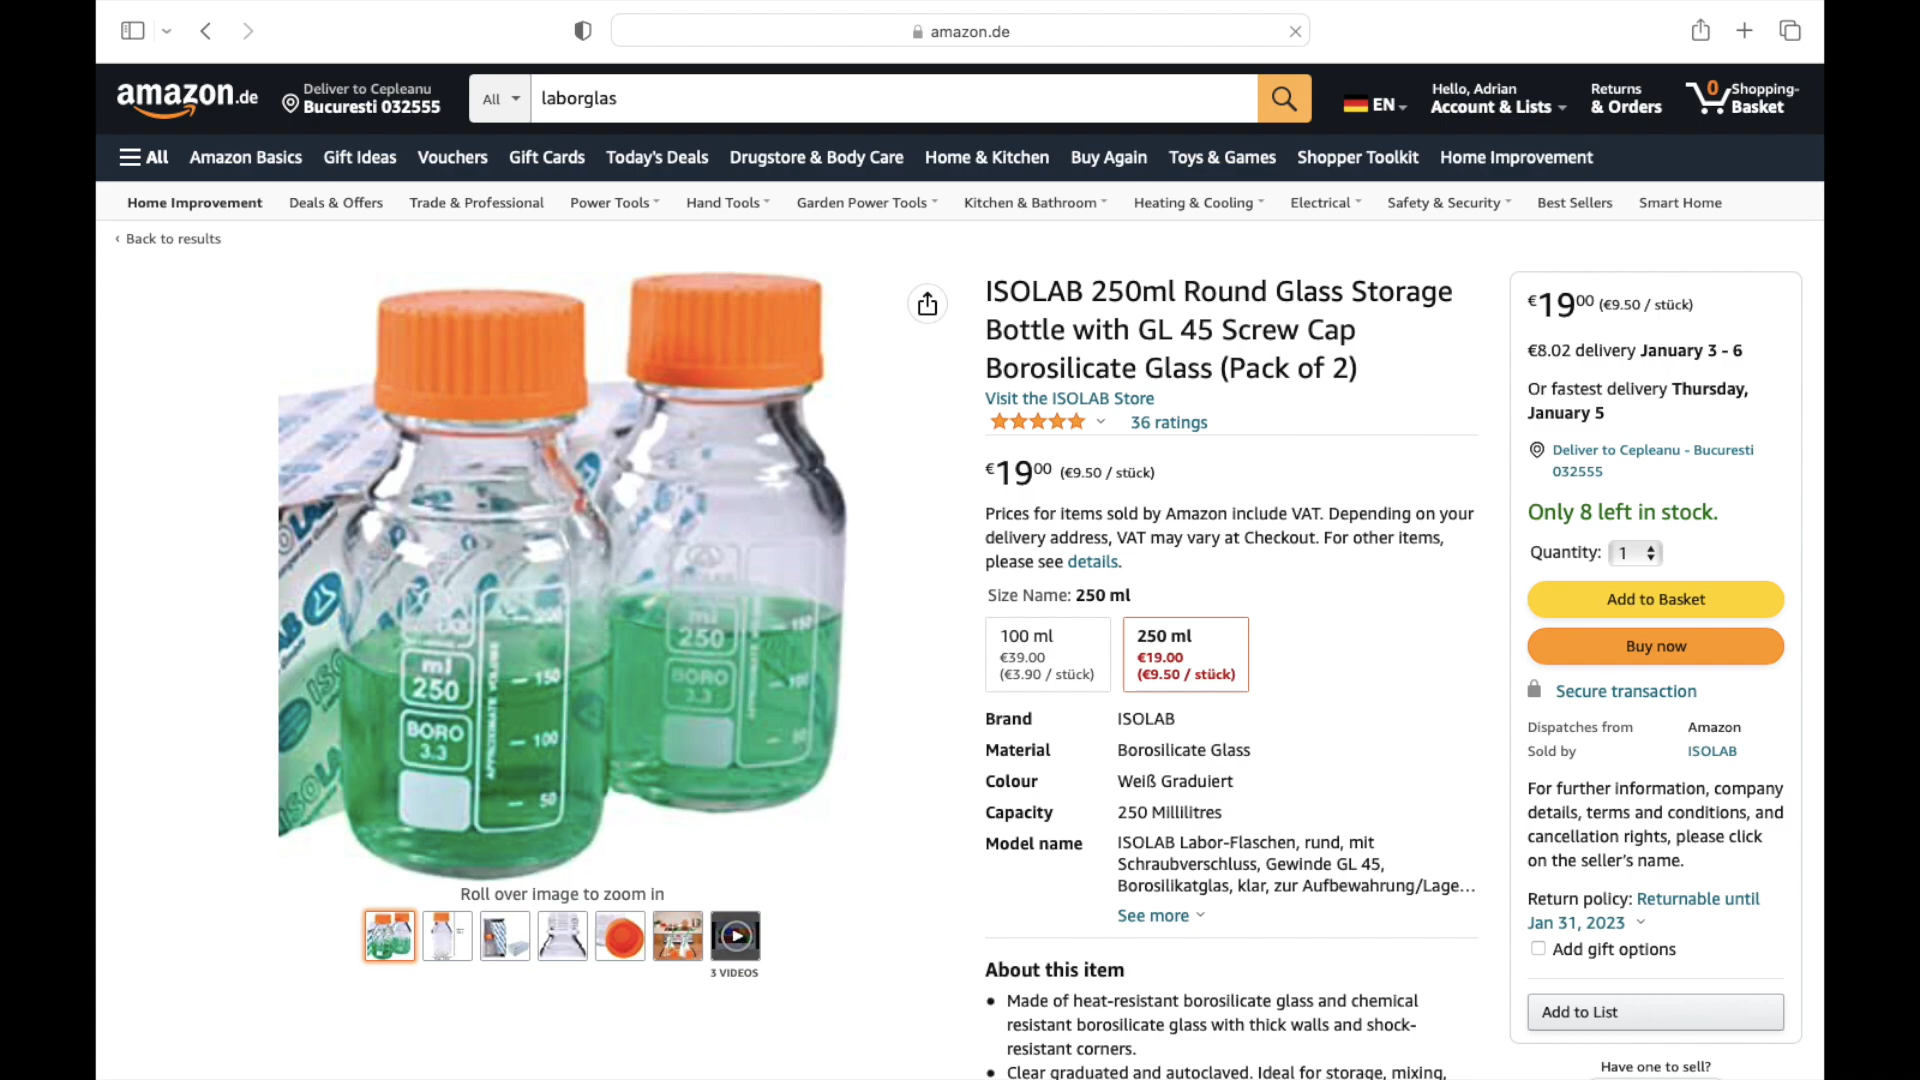 amazon.de
amazon.de
Deliver to Cepleanu
Bucuresti 032555
All
laborglas
EN
Hello, Adrian
Account & Lists
Returns
& Orders
0
Shopping-
Basket
All
Amazon Basics
Gift Ideas
Vouchers
Gift Cards
Today's Deals
Drugstore & Body Care
Home & Kitchen
Buy Again
Toys & Games
Shopper Toolkit
Home Improvement
Home Improvement
Deals & Offers
Trade & Professional
Power Tools
Hand Tools
Garden Power Tools
Kitchen & Bathroom
Heating & Cooling
Electrical
Safety & Security
Best Sellers
Smart Home
‹ Back to results
ml
250
BORO
3.3
APPROXIMATE VOLUME
150
100
50
ml
250
BORO
3.3
150
100
50
Roll over image to zoom in
3 VIDEOS
ISOLAB 250ml Round Glass Storage
Bottle with GL 45 Screw Cap
Borosilicate Glass (Pack of 2)
Visit the ISOLAB Store
36 ratings
€1900 (€9.50 / stück)
Prices for items sold by Amazon include VAT. Depending on your
delivery address, VAT may vary at Checkout. For other items,
please see details.
Size Name: 250 ml
100 ml
€39.00
(€3.90 / stück)
250 ml
€19.00
(€9.50 / stück)
Brand ISOLAB
Material Borosilicate Glass
Colour Weiß Graduiert
Capacity 250 Millilitres
Model name ISOLAB Labor-Flaschen, rund, mit
Schraubverschluss, Gewinde GL 45,
Borosilikatglas, klar, zur Aufbewahrung/Lage...
See more
About this item
Made of heat-resistant borosilicate glass and chemical
resistant borosilicate glass with thick walls and shock-
resistant corners.
Clear graduated and autoclaved. Ideal for storage, mixing,
€1900 (€9.50 / stück)
€8.02 delivery January 3 - 6
Or fastest delivery Thursday,
January 5
Deliver to Cepleanu - Bucuresti
032555
Only 8 left in stock.
Quantity: 1
Add to Basket
Buy now
Secure transaction
Dispatches from Amazon
Sold by ISOLAB
For further information, company
details, terms and conditions, and
cancellation rights, please click
on the seller's name.
Return policy: Returnable until
Jan 31, 2023
Add gift options
Add to List
Have one to sell?